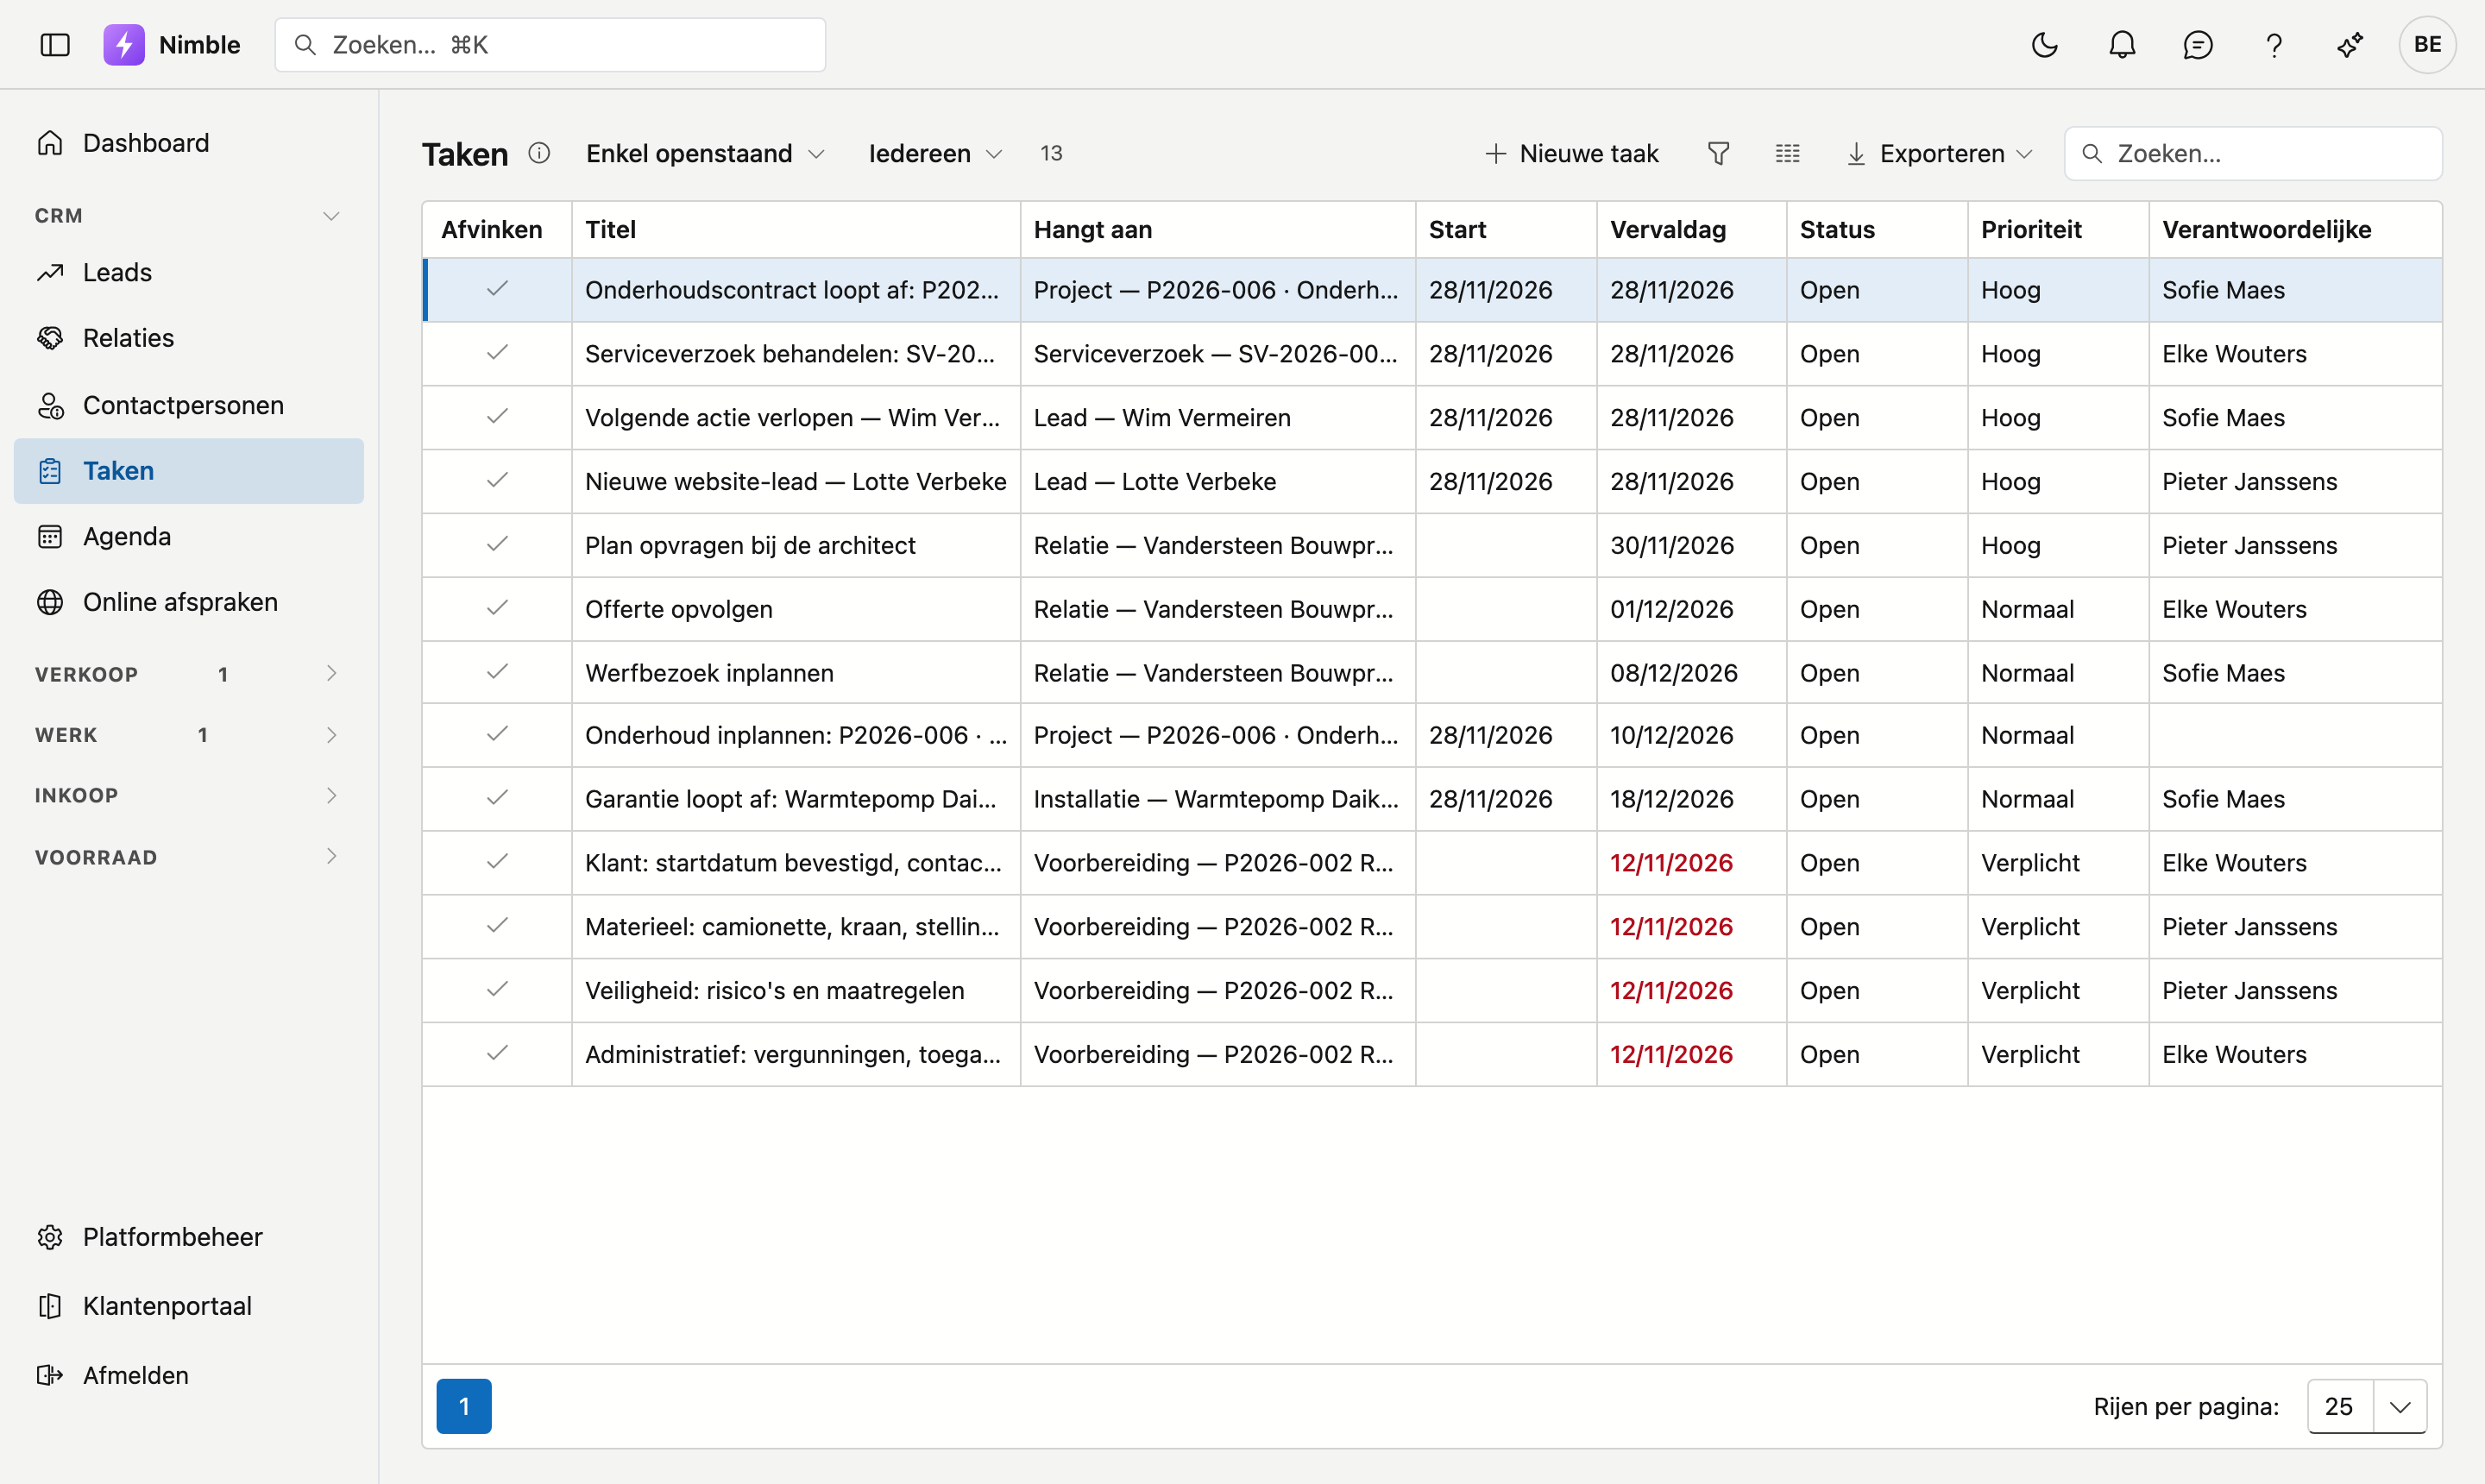 Nimble
Zoeken... ⌘K
BE
Dashboard
CRM
Leads
Relaties
Contactpersonen
Taken
Agenda
Online afspraken
VERKOOP 1
WERK 1
INKOOP
VOORRAAD
Platformbeheer
Klantenportaal
Afmelden
Taken Enkel openstaand Iedereen 13 Nieuwe taak Exporteren Zoeken...
Afvinken Titel Hangt aan Start Vervaldag Status Prioriteit Verantwoordelijke
Onderhoudscontract loopt af: P202... Project — P2026-006 · Onderh... 28/11/2026 28/11/2026 Open Hoog Sofie Maes
Serviceverzoek behandelen: SV-20... Serviceverzoek — SV-2026-00... 28/11/2026 28/11/2026 Open Hoog Elke Wouters
Volgende actie verlopen — Wim Ver... Lead — Wim Vermeiren 28/11/2026 28/11/2026 Open Hoog Sofie Maes
Nieuwe website-lead — Lotte Verbeke Lead — Lotte Verbeke 28/11/2026 28/11/2026 Open Hoog Pieter Janssens
Plan opvragen bij de architect Relatie — Vandersteen Bouwpr... 30/11/2026 Open Hoog Pieter Janssens
Offerte opvolgen Relatie — Vandersteen Bouwpr... 01/12/2026 Open Normaal Elke Wouters
Werfbezoek inplannen Relatie — Vandersteen Bouwpr... 08/12/2026 Open Normaal Sofie Maes
Onderhoud inplannen: P2026-006 · ... Project — P2026-006 · Onderh... 28/11/2026 10/12/2026 Open Normaal
Garantie loopt af: Warmtepomp Dai... Installatie — Warmtepomp Daik... 28/11/2026 18/12/2026 Open Normaal Sofie Maes
Klant: startdatum bevestigd, contac... Voorbereiding — P2026-002 R... 12/11/2026 Open Verplicht Elke Wouters
Materieel: camionette, kraan, stellin... Voorbereiding — P2026-002 R... 12/11/2026 Open Verplicht Pieter Janssens
Veiligheid: risico's en maatregelen Voorbereiding — P2026-002 R... 12/11/2026 Open Verplicht Pieter Janssens
Administratief: vergunningen, toega... Voorbereiding — P2026-002 R... 12/11/2026 Open Verplicht Elke Wouters
1 Rijen per pagina: 25